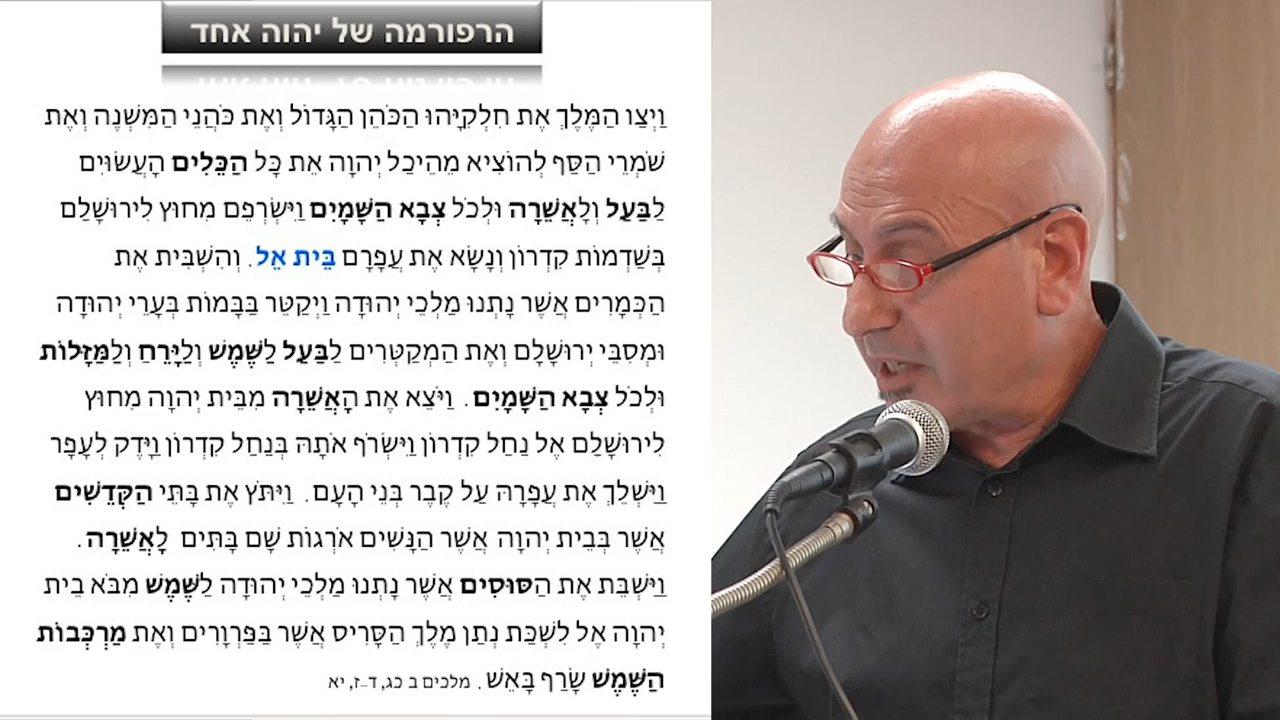 הרפורמה של יהוה אחד
וַיְצַו הַמֶּלֶךְ אֶת חִלְקִיָּהוּ הַכֹּהֵן הַגָּדוֹל וְאֶת כֹּהֲנֵי הַמִּשְׁנֶה וְאֶת
שֹׁמְרֵי הַסַּף לְהוֹצִיא מֵהֵיכַל יְהוָה אֵת כָּל הַכֵּלִים הָעֲשׂוּיִם
לַבַּעַל וְלָאֲשֵׁרָה וּלְכֹל צְבָא הַשָּׁמָיִם וַיִּשְׂרְפֵם מִחוּץ לִירוּשָׁלַם
בְּשַׁדְמוֹת קִדְרוֹן וְנָשָׂא אֶת עֲפָרָם בֵּית אֵל. וְהִשְׁבִּית אֶת
הַכְּמָרִים אֲשֶׁר נָתְנוּ מַלְכֵי יְהוּדָה וַיְקַטֵּר בַּבָּמוֹת בְּעָרֵי יְהוּדָה
וּמְסִבֵּי יְרוּשָׁלָם וְאֶת הַמְקַטְּרִים לַבַּעַל לַשֶּׁמֶשׁ וְלַיָּרֵחַ וְלַמַּזָּלוֹת
וּלְכֹל צְבָא הַשָּׁמָיִם. וַיֹּצֵא אֶת הָאֲשֵׁרָה מִבֵּית יְהוָה מִחוּץ
לִירוּשָׁלַם אֶל נַחַל קִדְרוֹן וַיִּשְׂרֹף אֹתָהּ בְּנַחַל קִדְרוֹן וַיָּדֶק לְעָפָר
וַיַּשְׁלֵךְ אֶת עֲפָרָהּ עַל קֶבֶר בְּנֵי הָעָם. וַיִּתֹּץ אֶת בָּתֵּי הַקְּדֵשִׁים
אֲשֶׁר בְּבֵית יְהוָה אֲשֶׁר הַנָּשִׁים אֹרְגוֹת שָׁם בָּתִּים לָאֲשֵׁרָה.
וַיַּשְׁבֵּת אֶת הַסּוּסִים אֲשֶׁר נָתְנוּ מַלְכֵי יְהוּדָה לַשֶּׁמֶשׁ מִבֹּא בֵית
יְהוָה אֶל לִשְׁכַּת נְתַן מֶלֶךְ הַסָּרִיס אֲשֶׁר בַּפַּרְוָרִים וְאֶת מַרְכְּבוֹת
הַשֶּׁמֶשׁ שָׂרַף בָּאֵשׁ. מלכים ב כג, ד-ז, יא